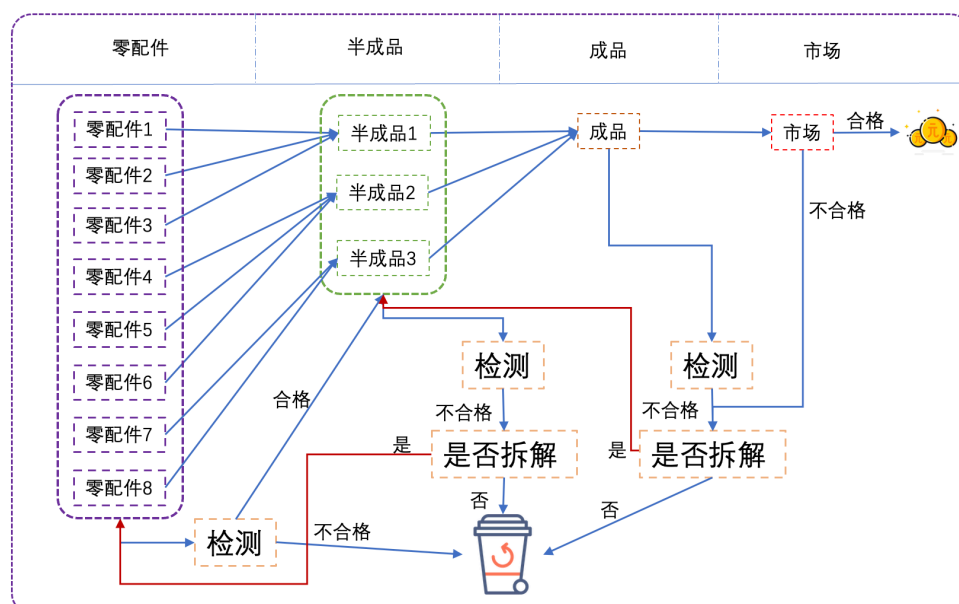 零配件
半成品
成品
市场
零配件1
零配件2
零配件3
零配件4
零配件5
零配件6
零配件7
零配件8
半成品1
半成品2
半成品3
成品
市场
合格
元
不合格
检测
检测
合格
不合格
不合格
是
是否拆解
是
是否拆解
否
否
检测
不合格